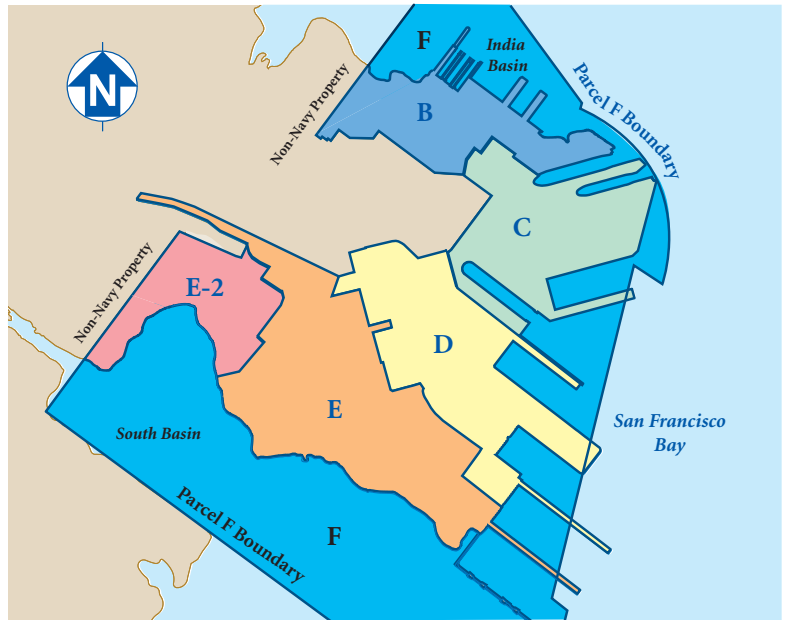 F
India
Basin
N
Parcel F Boundary
Non-Navy Property
B
C
Non-Navy Property
E-2
D
E
San Francisco
Bay
South Basin
Parcel F Boundary
F